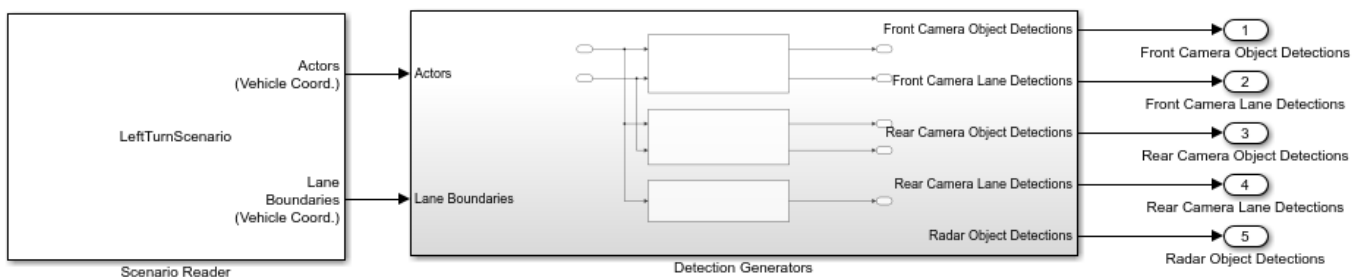 Actors
(Vehicle Coord.)
LeftTurnScenario
Lane
Boundaries
(Vehicle Coord.)
Scenario Reader
Actors
Lane Boundaries
Front Camera Object Detections
Front Camera Lane Detections
Rear Camera Object Detections
Rear Camera Lane Detections
Radar Object Detections
Detection Generators
1
Front Camera Object Detections
2
Front Camera Lane Detections
3
Rear Camera Object Detections
4
Rear Camera Lane Detections
5
Radar Object Detections